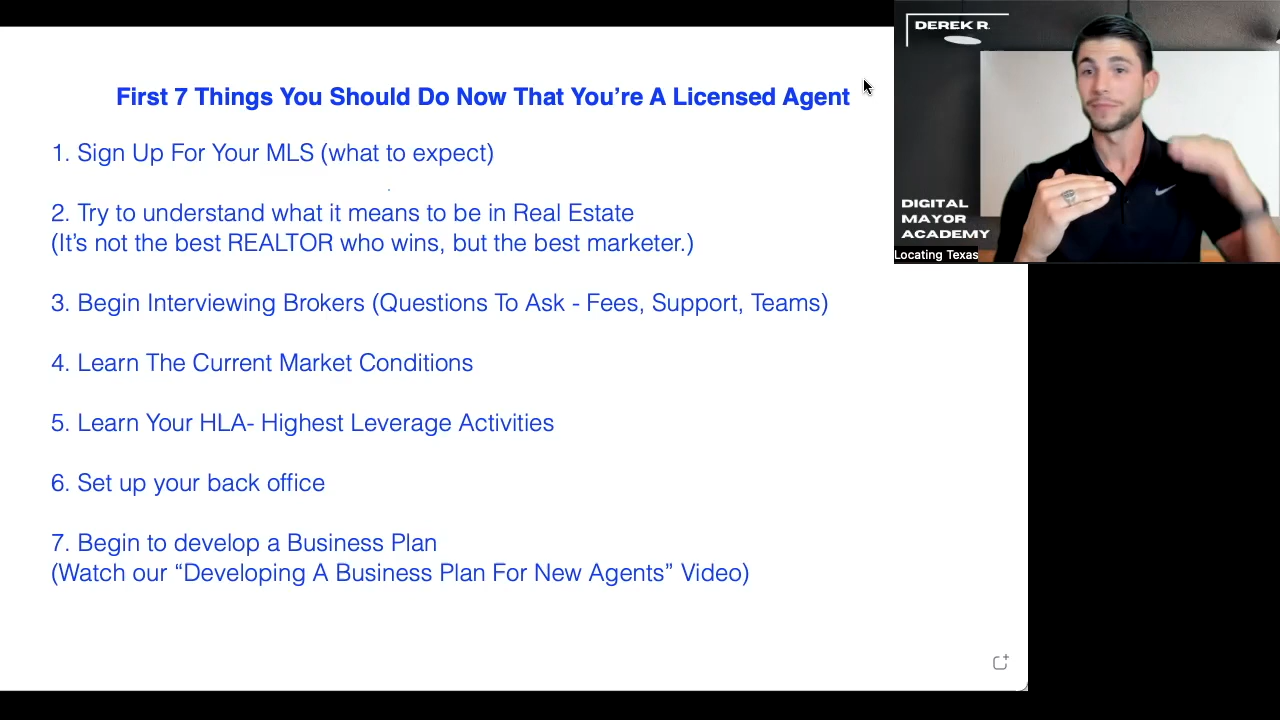 First 7 Things You Should Do Now That You’re A Licensed Agent
1. Sign Up For Your MLS (what to expect)
2. Try to understand what it means to be in Real Estate
(It’s not the best REALTOR who wins, but the best marketer.)
3. Begin Interviewing Brokers (Questions To Ask - Fees, Support, Teams)
4. Learn The Current Market Conditions
5. Learn Your HLA- Highest Leverage Activities
6. Set up your back office
7. Begin to develop a Business Plan
(Watch our “Developing A Business Plan For New Agents” Video)
DEREK R.
DIGITAL
MAYOR
ACADEMY
Locating Texas